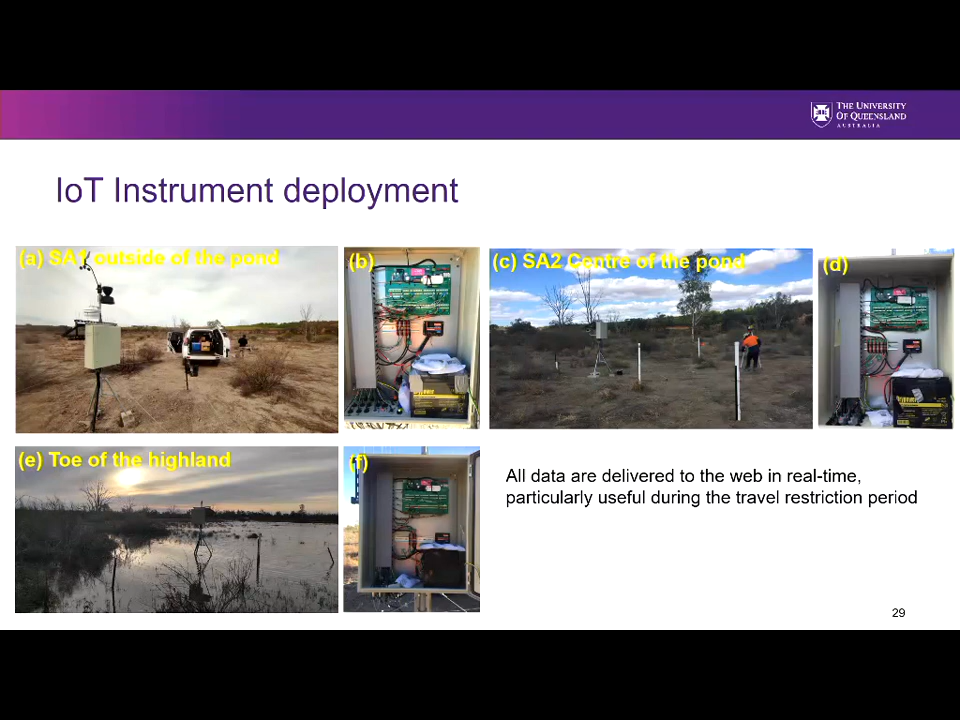 THE UNIVERSITY
OF QUEENSLAND
AUSTRALIA
IoT Instrument deployment
(a) SA1 outside of the pond
(b)
(c) SA2 Centre of the pond
(d)
(e) Toe of the highland
(f)
All data are delivered to the web in real-time,
particularly useful during the travel restriction period
29